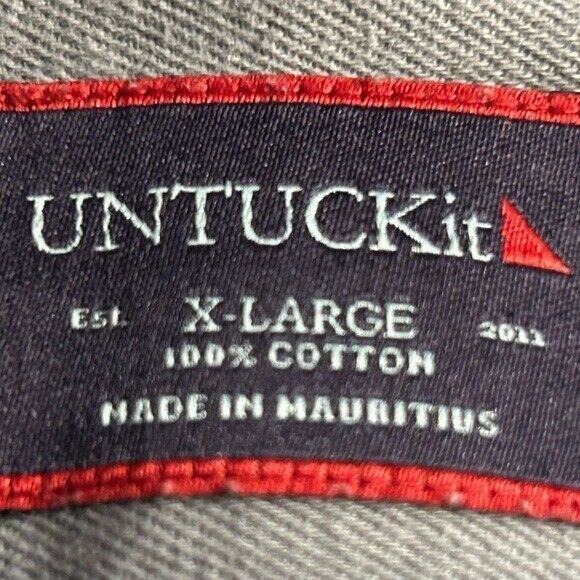 UNTUCKit
Est. X-LARGE 2011
100% COTTON
MADE IN MAURITIUS